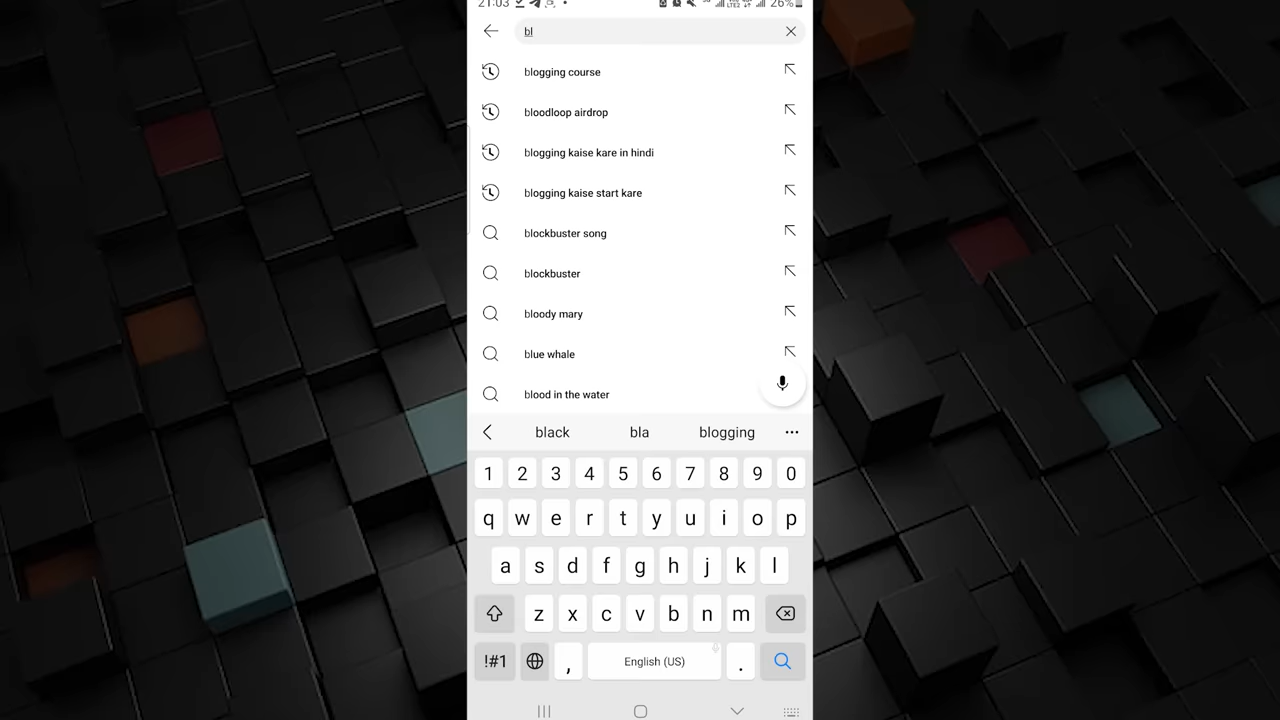 21:03 26%
bl
blogging course
bloodloop airdrop
blogging kaise kare in hindi
blogging kaise start kare
blockbuster song
blockbuster
bloody mary
blue whale
blood in the water
black bla blogging
1 2 3 4 5 6 7 8 9 0
q w e r t y u i o p
a s d f g h j k l
z x c v b n m
!#1 , English (US) .